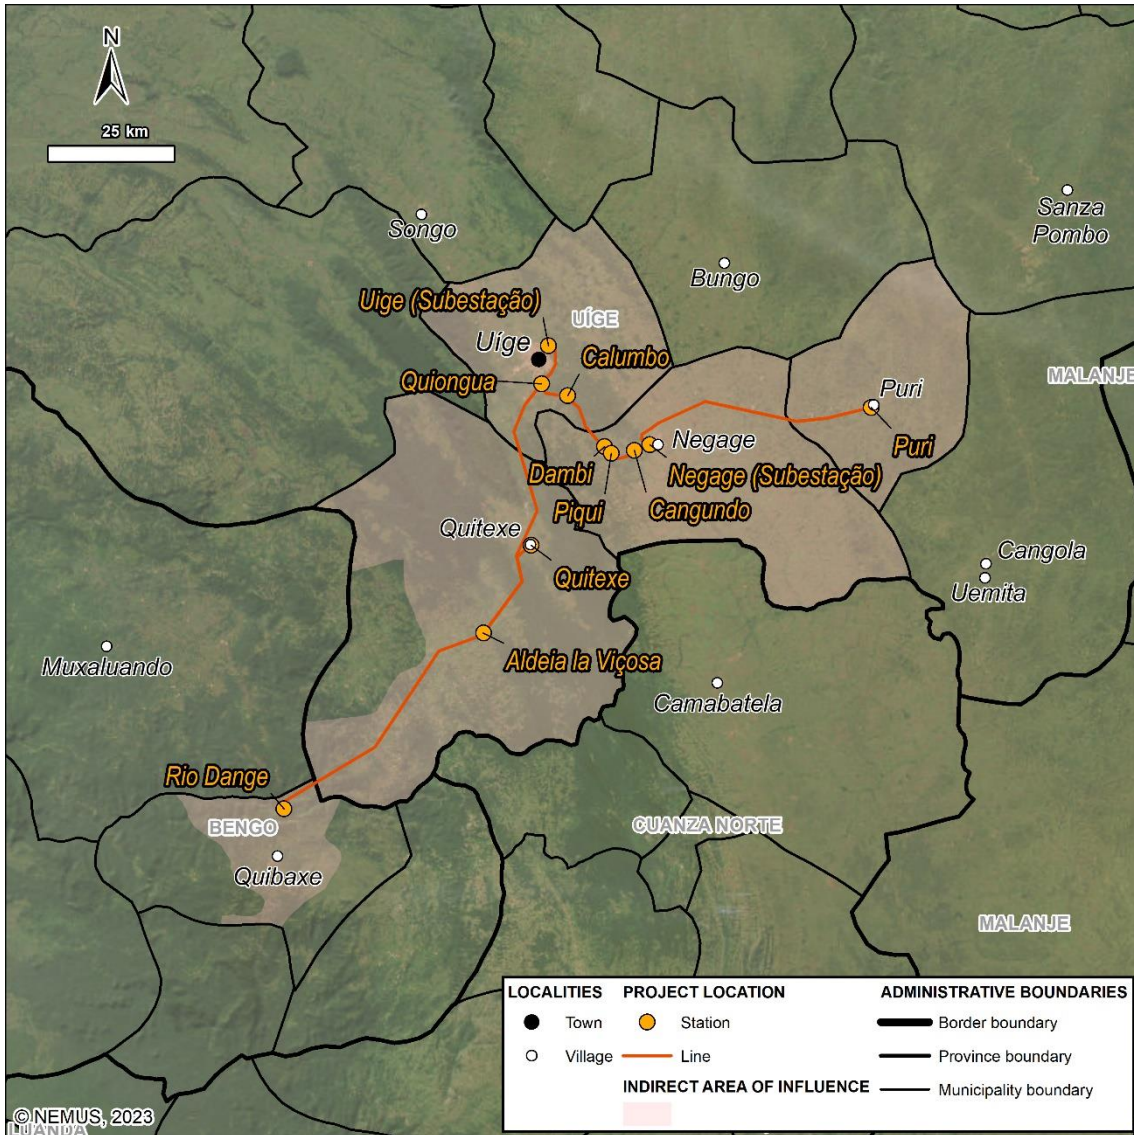 N
25 km
Songo
Sanza
Pombo
Bungo
Uige (Subestação)
UÍGE
Uíge
Calumbo
MALANJE
Quiongua
Puri
Puri
Negage
Dambi
Negage (Subestação)
Piqui
Cangundo
Quitexe
Quitexe
Cangola
Uemita
Aldeia la Viçosa
Muxaluando
Camabatela
Rio Dange
BENGO
CUANZA NORTE
Quibaxe
MALANJE
LOCALITIES PROJECT LOCATION ADMINISTRATIVE BOUNDARIES
Town Station Border boundary
Village Line Province boundary
INDIRECT AREA OF INFLUENCE Municipality boundary
© NEMUS, 2023
LUANDA